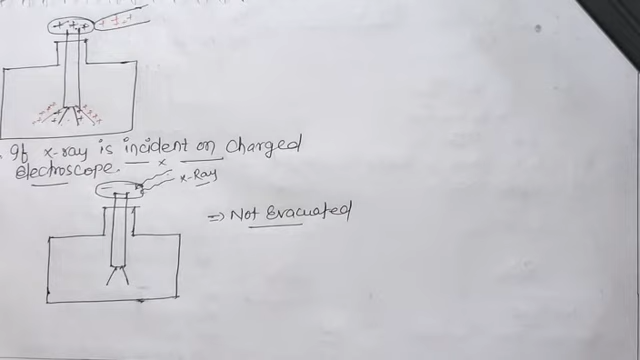 + + +
+ + +
. If x-ray is incident on Charged
electroscope.
x
x-Ray
⇒ Not Evacuated